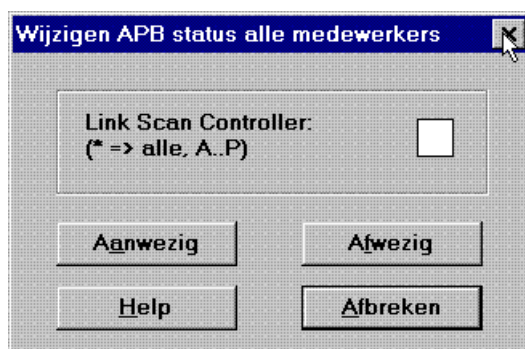 Wijzigen APB status alle medewerkers
Link Scan Controller:
(* => alle, A..P)
Aanwezig
Afwezig
Help
Afbreken